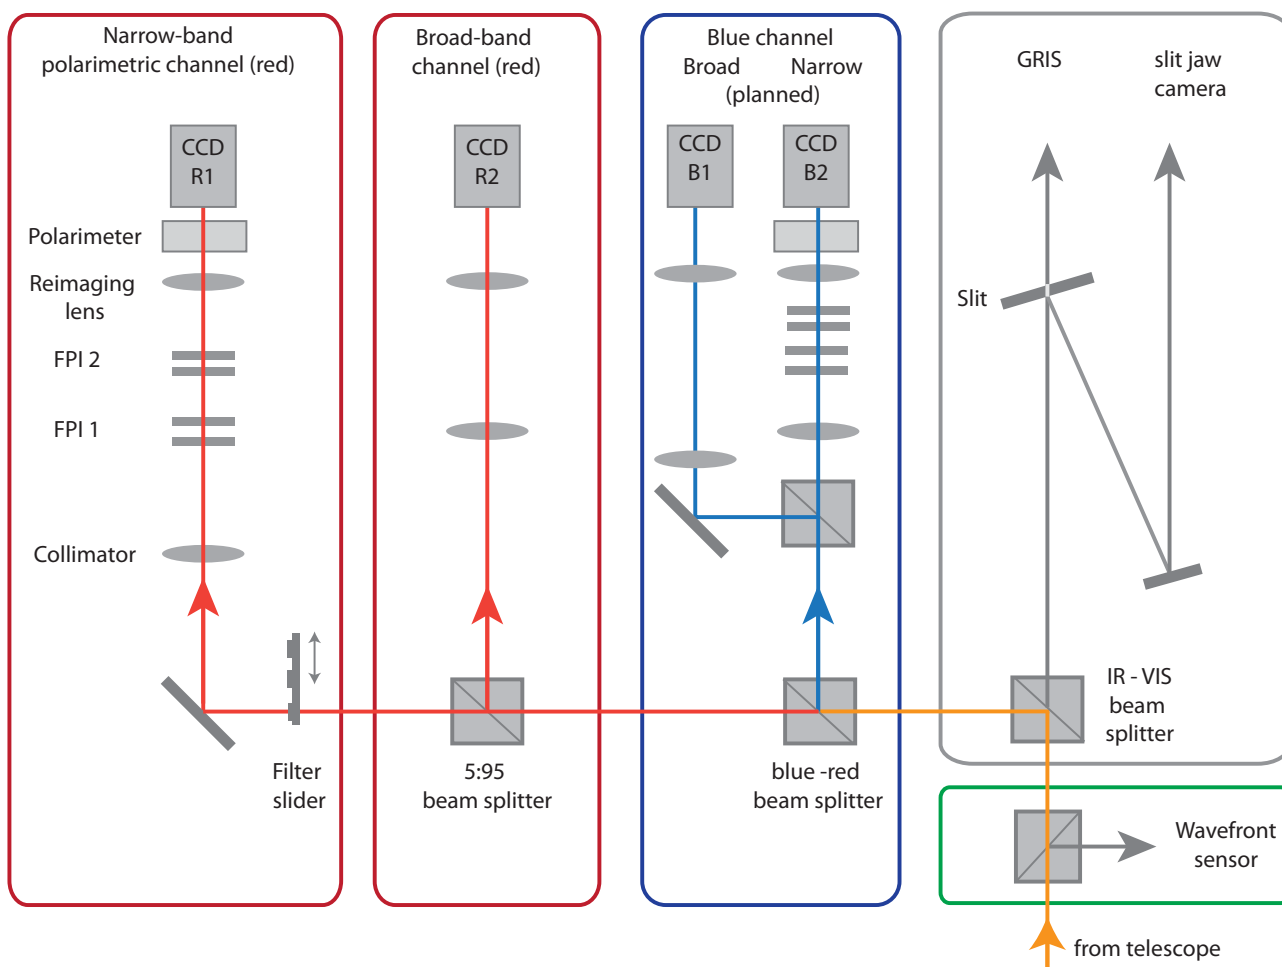 Narrow-band
polarimetric channel (red)
CCD
R1
Polarimeter
Reimaging
lens
FPI 2
FPI 1
Collimator
Filter
slider
Broad-band
channel (red)
CCD
R2
5:95
beam splitter
Blue channel
Broad
Narrow
(planned)
CCD
B1
CCD
B2
blue -red
beam splitter
GRIS
slit jaw
camera
Slit
IR - VIS
beam
splitter
Wavefront
sensor
from telescope